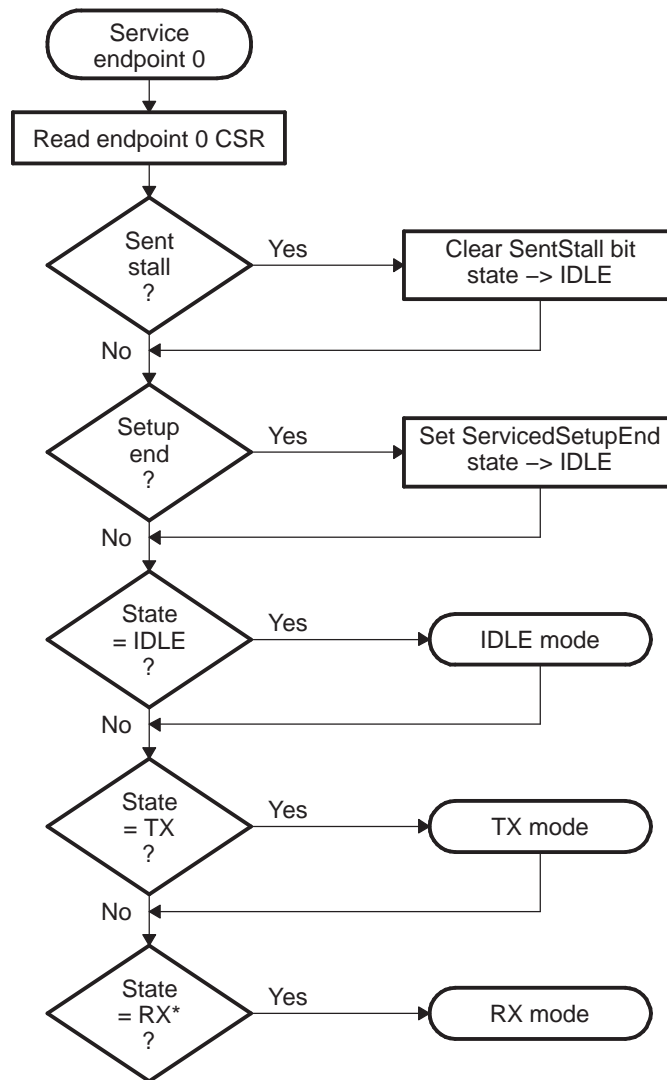 Service
endpoint 0
Read endpoint 0 CSR
Sent
stall
?
Yes
Clear SentStall bit
state –> IDLE
No
Setup
end
?
Yes
Set ServicedSetupEnd
state –> IDLE
No
State
= IDLE
?
Yes
IDLE mode
No
State
= TX
?
Yes
TX mode
No
State
= RX*
?
Yes
RX mode